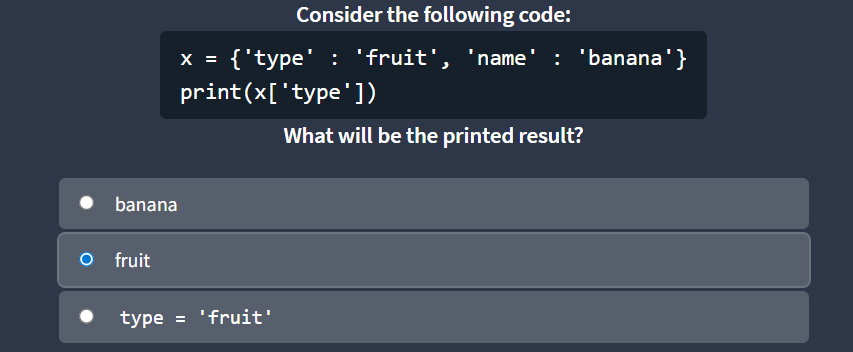 Consider the following code:
x = {'type' : 'fruit', 'name' : 'banana'}
print(x['type'])
What will be the printed result?
banana
fruit
type = 'fruit'